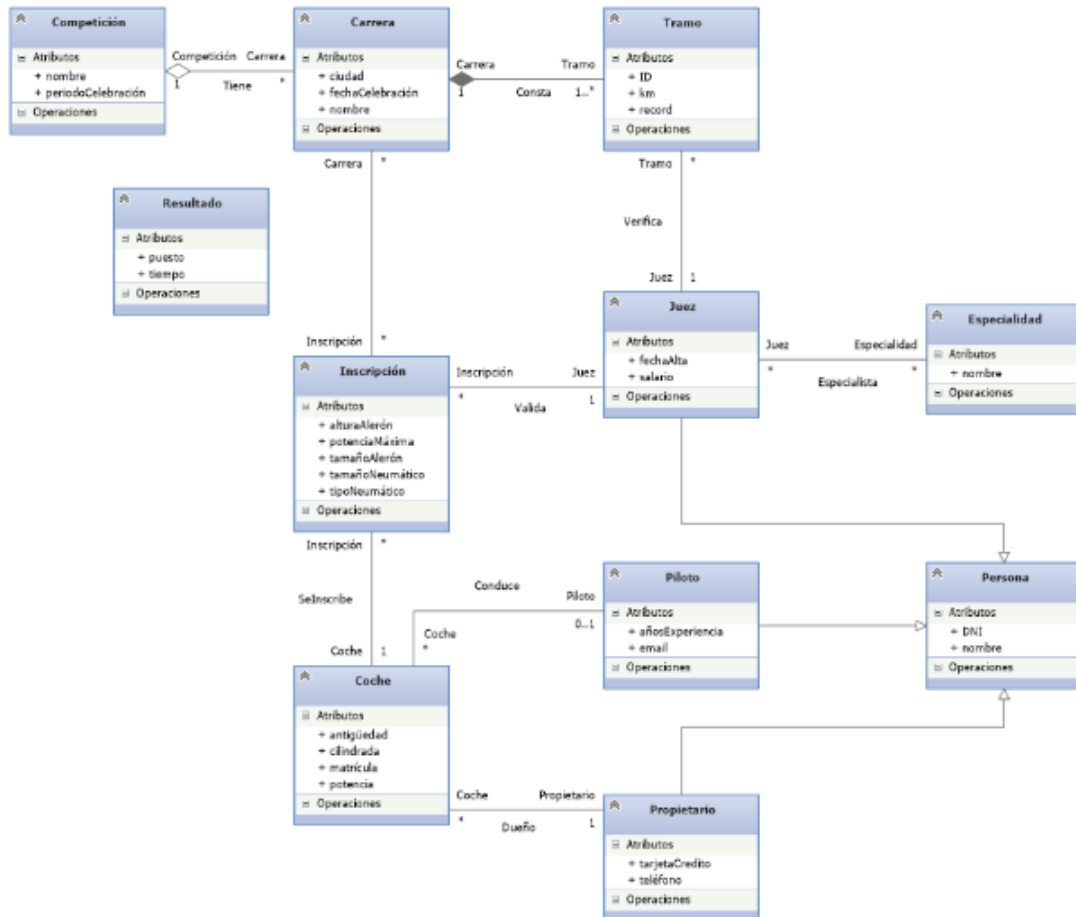 Competición
Atributos
+ nombre
+ periodoCelebración
Operaciones
Competición Carrera
1 Tiene *
Carrera
Atributos
+ ciudad
+ fechaCelebración
+ nombre
Operaciones
Carrera Tramo
1 Consta 1..*
Tramo
Atributos
+ ID
+ km
+ record
Operaciones
Carrera *
Tramo *
Resultado
Atributos
+ puesto
+ tiempo
Operaciones
Verifica
Juez 1
Inscripción *
Inscripción
Atributos
+ alturaAlerón
+ potenciaMáxima
+ tamañoAlerón
+ tamañoNeumático
+ tipoNeumático
Operaciones
Inscripción Juez
* Valida 1
Juez
Atributos
+ fechaAlta
+ salario
Operaciones
Juez Especialidad
* Especialista *
Especialidad
Atributos
+ nombre
Operaciones
Inscripción *
SeInscribe
Coche 1
Conduce
Piloto
0..1
Coche
*
Piloto
Atributos
+ añosExperiencia
+ email
Operaciones
Persona
Atributos
+ DNI
+ nombre
Operaciones
Coche
Atributos
+ antigüedad
+ cilindrada
+ matrícula
+ potencia
Operaciones
Coche Propietario
* Dueño 1
Propietario
Atributos
+ tarjetaCredito
+ teléfono
Operaciones